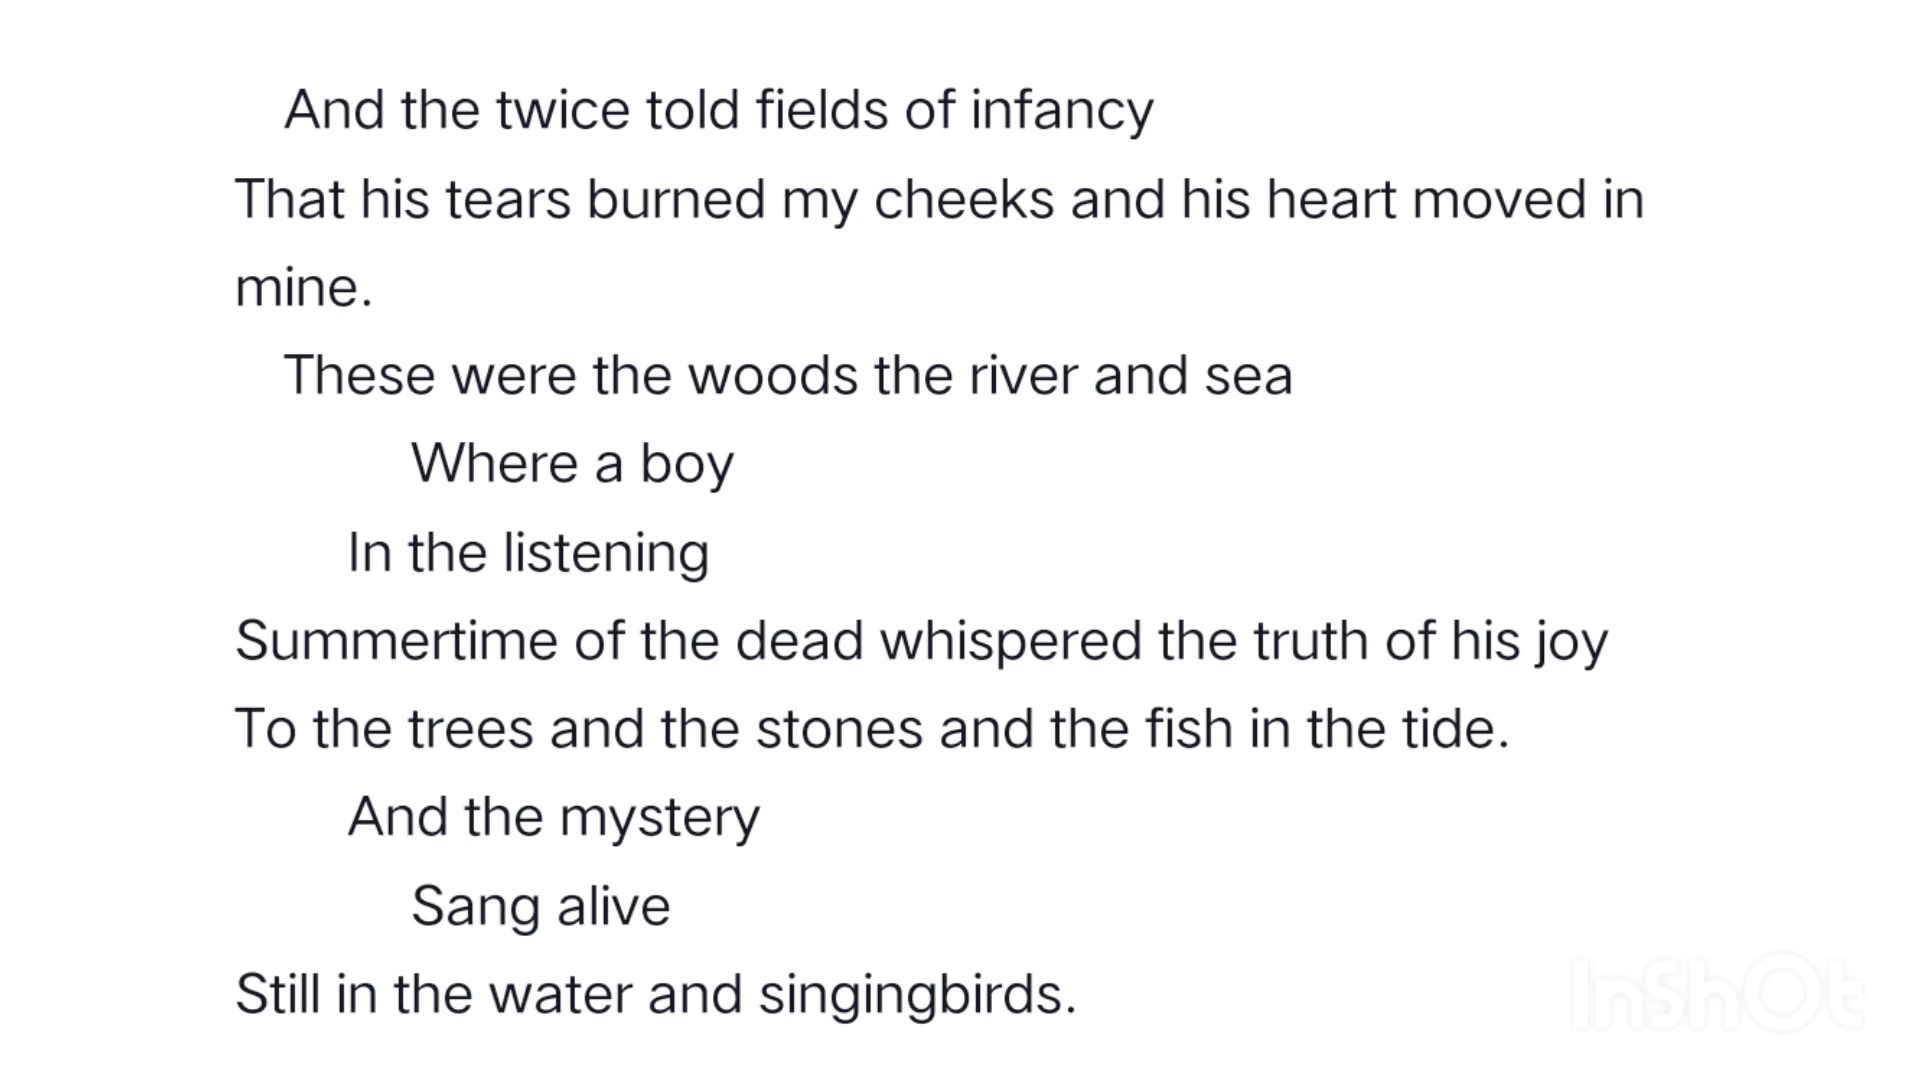 And the twice told fields of infancy
That his tears burned my cheeks and his heart moved in
mine.
These were the woods the river and sea
Where a boy
In the listening
Summertime of the dead whispered the truth of his joy
To the trees and the stones and the fish in the tide.
And the mystery
Sang alive
Still in the water and singingbirds.
InShOt